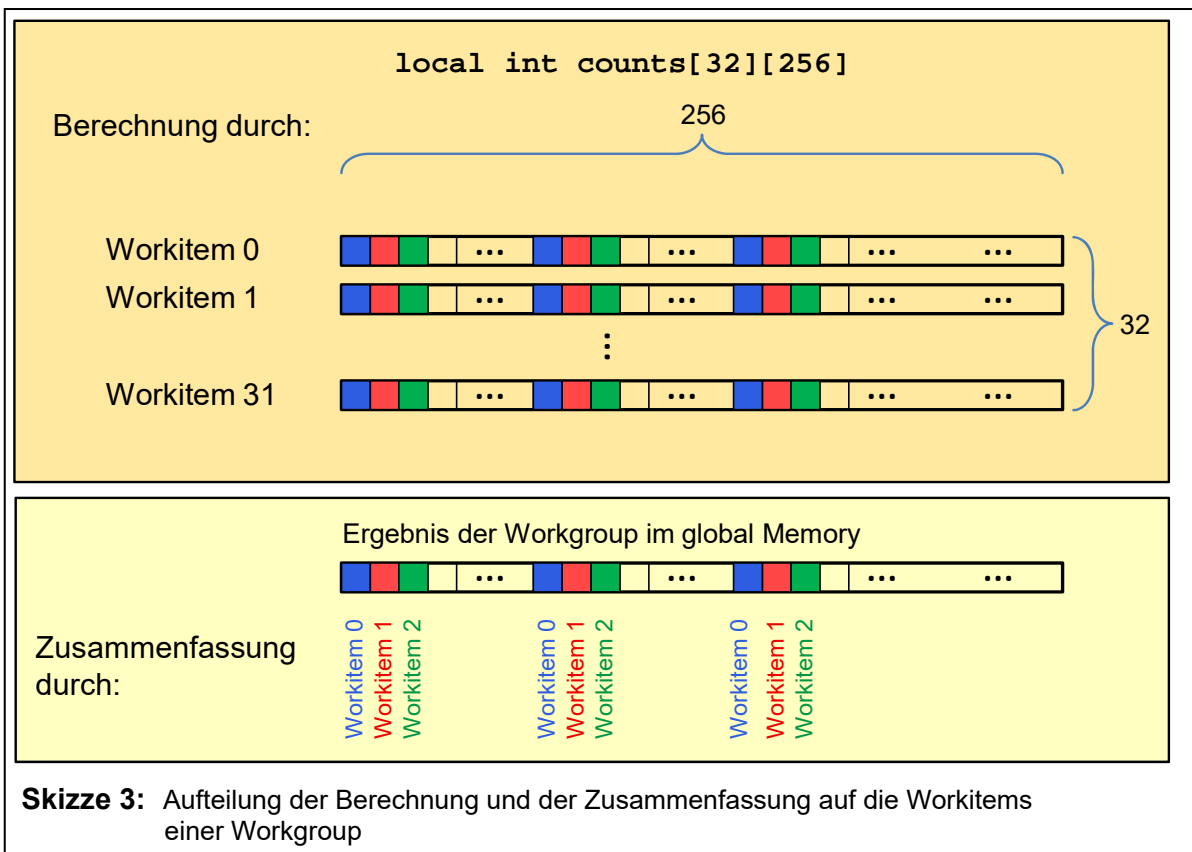 local int counts[32][256]
Berechnung durch:
256
Workitem 0
... ... ... ...
Workitem 1
... ... ... ...
⋮
32
Workitem 31
... ... ... ...
Ergebnis der Workgroup im global Memory
... ... ... ...
Zusammenfassung
durch:
Workitem 0
Workitem 1
Workitem 2
Workitem 0
Workitem 1
Workitem 2
Workitem 0
Workitem 1
Workitem 2
Skizze 3: Aufteilung der Berechnung und der Zusammenfassung auf die Workitems
einer Workgroup